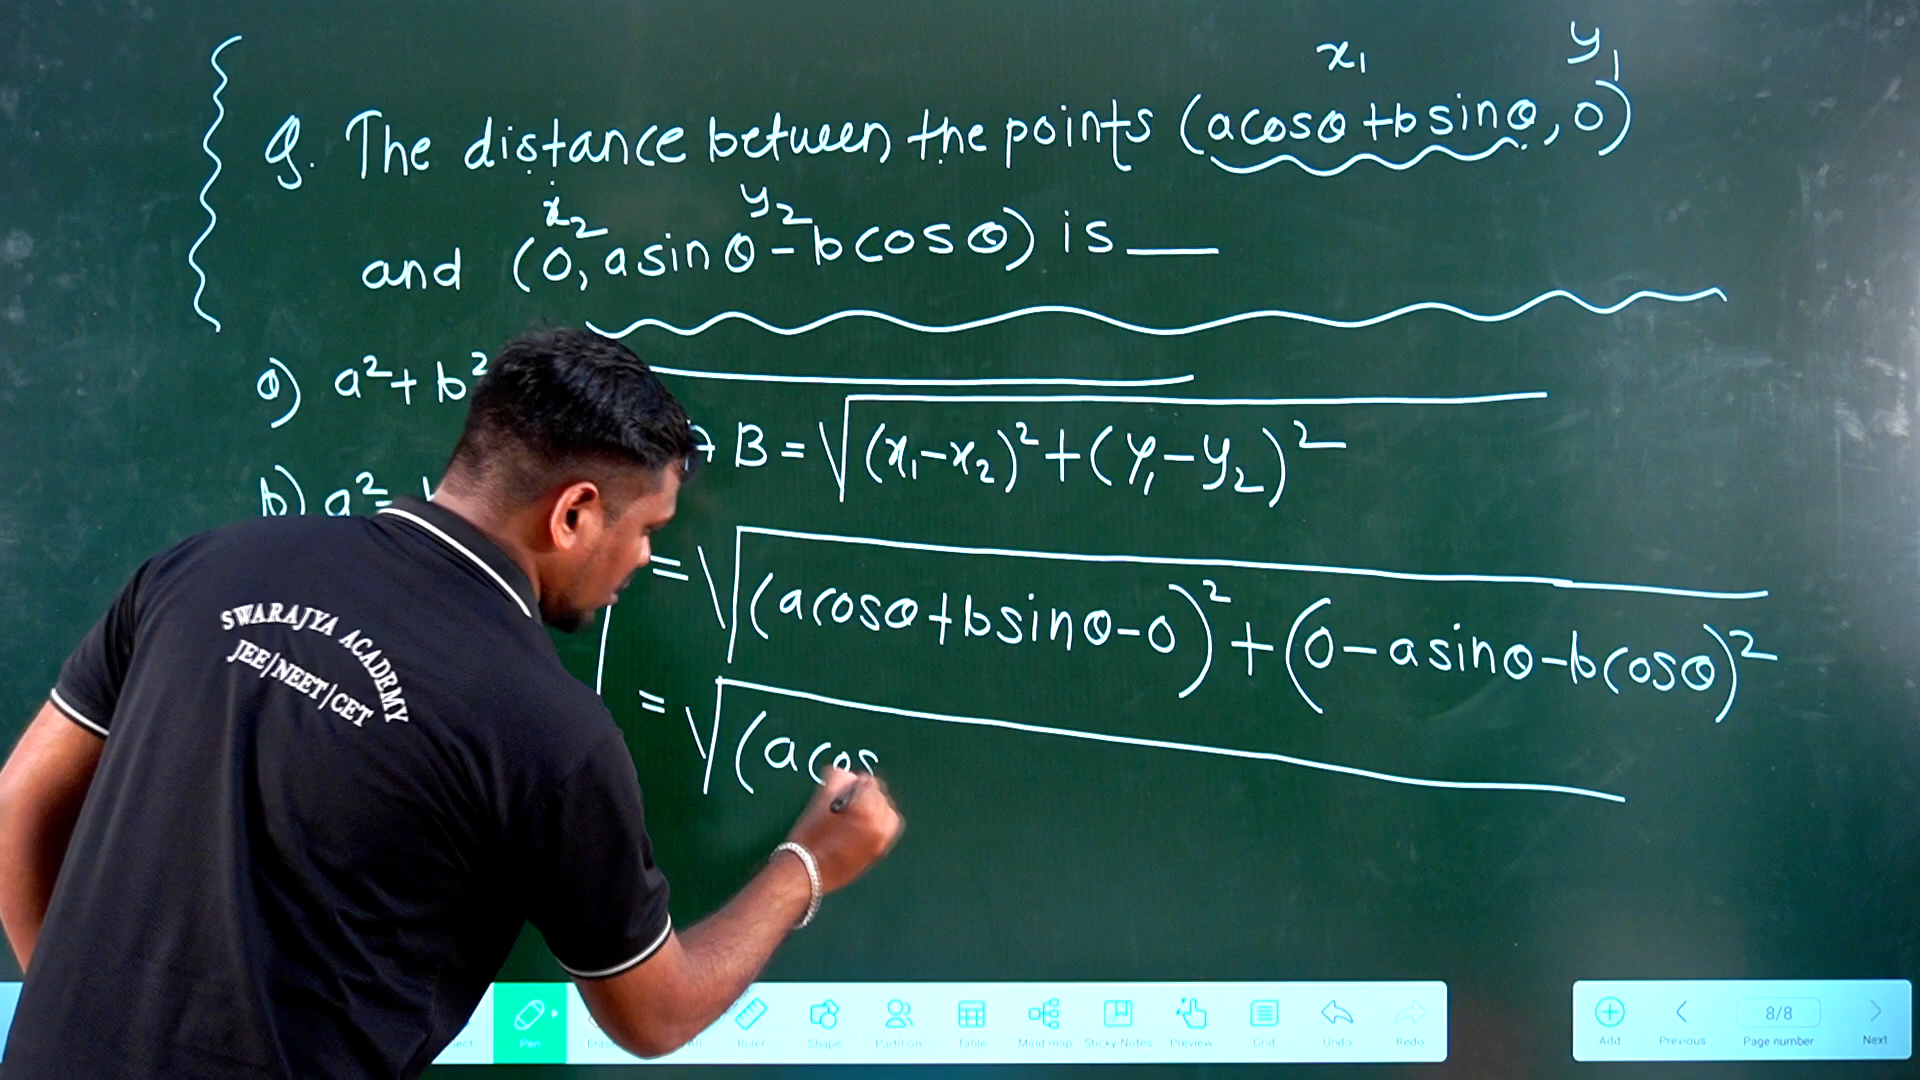 x₁ y₁
Q. The distance between the points (acosθ+bsinθ, 0)
x₂ y₂
and (0, asinθ-bcosθ) is __
a) a²+b²
B = √(x₁-x₂)²+(y₁-y₂)²
b) a²-
= √(acosθ+bsinθ-0)²+(0-asinθ-bcosθ)²
= √(acos
SWARAJYA ACADEMY
JEE|NEET|CET
Pen Ruler Shape Partition Table Mind map Sticky Notes Preview Grid Undo Redo
8/8
Add Previous Page number Next